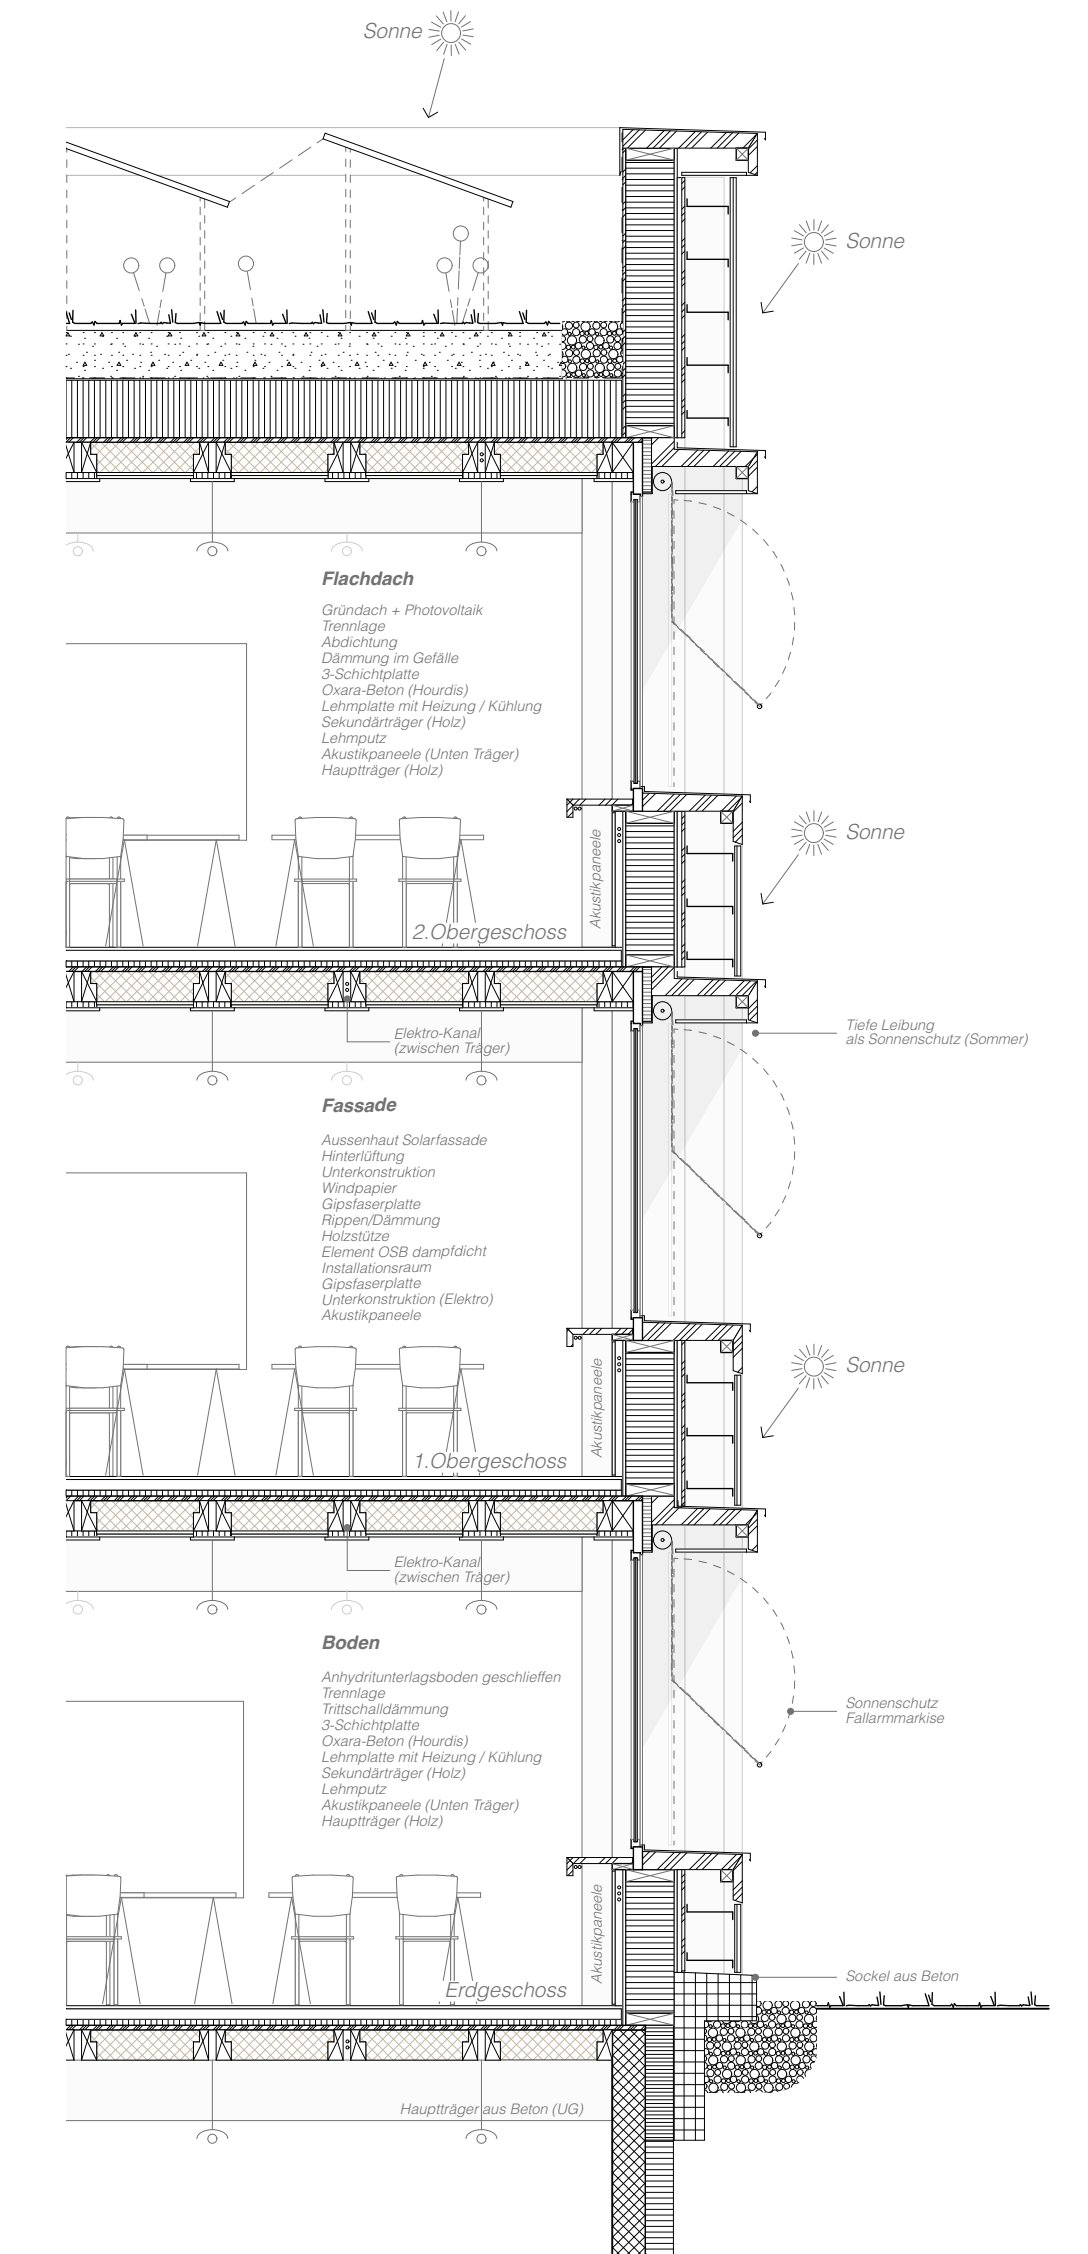 Sonne
Sonne
Flachdach
Gründach + Photovoltaik
Trennlage
Abdichtung
Dämmung im Gefälle
3-Schichtplatte
Oxara-Beton (Hourdis)
Lehmplatte mit Heizung / Kühlung
Sekundärträger (Holz)
Lehmputz
Akustikpaneele (Unten Träger)
Hauptträger (Holz)
Sonne
Akustikpaneele
2.Obergeschoss
Tiefe Leibung
als Sonnenschutz (Sommer)
Elektro-Kanal
(zwischen Träger)
Fassade
Aussenhaut Solarfassade
Hinterlüftung
Unterkonstruktion
Windpapier
Gipsfaserplatte
Rippen/Dämmung
Holzstütze
Element OSB dampfdicht
Installationsraum
Gipsfaserplatte
Unterkonstruktion (Elektro)
Akustikpaneele
Sonne
Akustikpaneele
1.Obergeschoss
Elektro-Kanal
(zwischen Träger)
Boden
Anhydritunterlagsboden geschlieffen
Trennlage
Trittschalldämmung
3-Schichtplatte
Oxara-Beton (Hourdis)
Lehmplatte mit Heizung / Kühlung
Sekundärträger (Holz)
Lehmputz
Akustikpaneele (Unten Träger)
Hauptträger (Holz)
Sonnenschutz
Fallarmmarkise
Akustikpaneele
Erdgeschoss
Sockel aus Beton
Hauptträger aus Beton (UG)